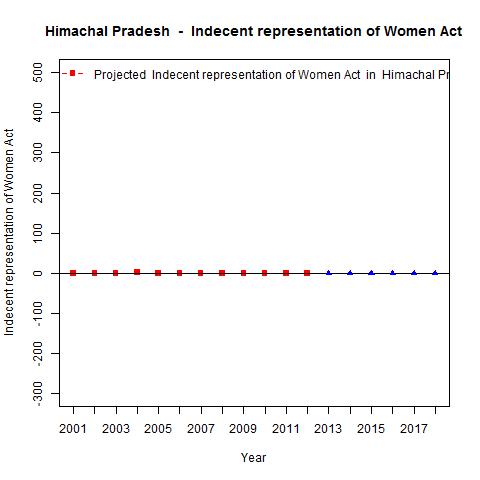 Himachal Pradesh - Indecent representation of Women Act
Projected Indecent representation of Women Act in Himachal Pr
Indecent representation of Women Act
500
400
300
200
100
0
-100
-200
-300
2001 2003 2005 2007 2009 2011 2013 2015 2017
Year